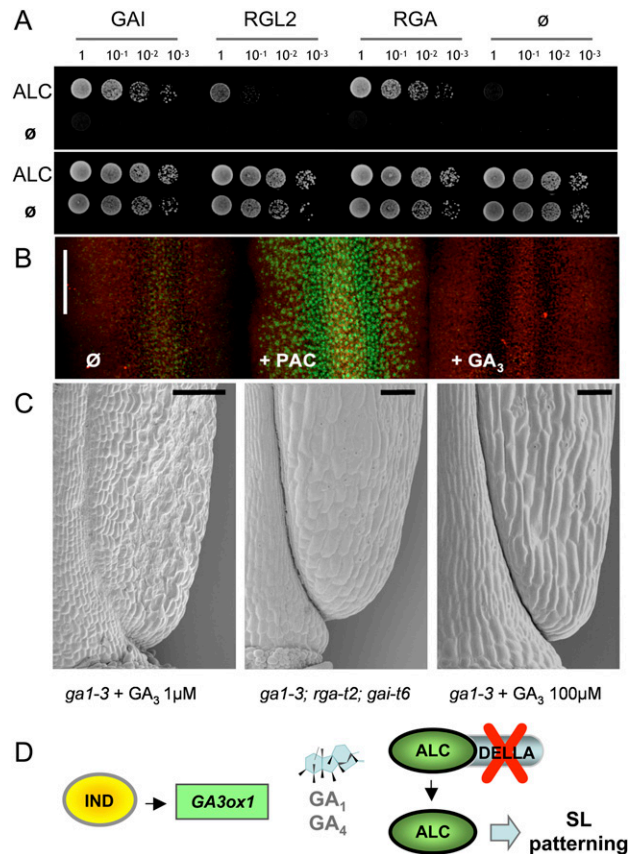 A
GAI RGL2 RGA ø
1 10⁻¹ 10⁻² 10⁻³ 1 10⁻¹ 10⁻² 10⁻³ 1 10⁻¹ 10⁻² 10⁻³ 1 10⁻¹ 10⁻² 10⁻³
ALC
ø
ALC
ø
B
Ø + PAC + GA₃
C
ga1-3 + GA₃ 1µM ga1-3; rga-t2; gai-t6 ga1-3 + GA₃ 100µM
D
ALC DELLA
IND GA3ox1 GA₁
GA₄ ALC SL
patterning